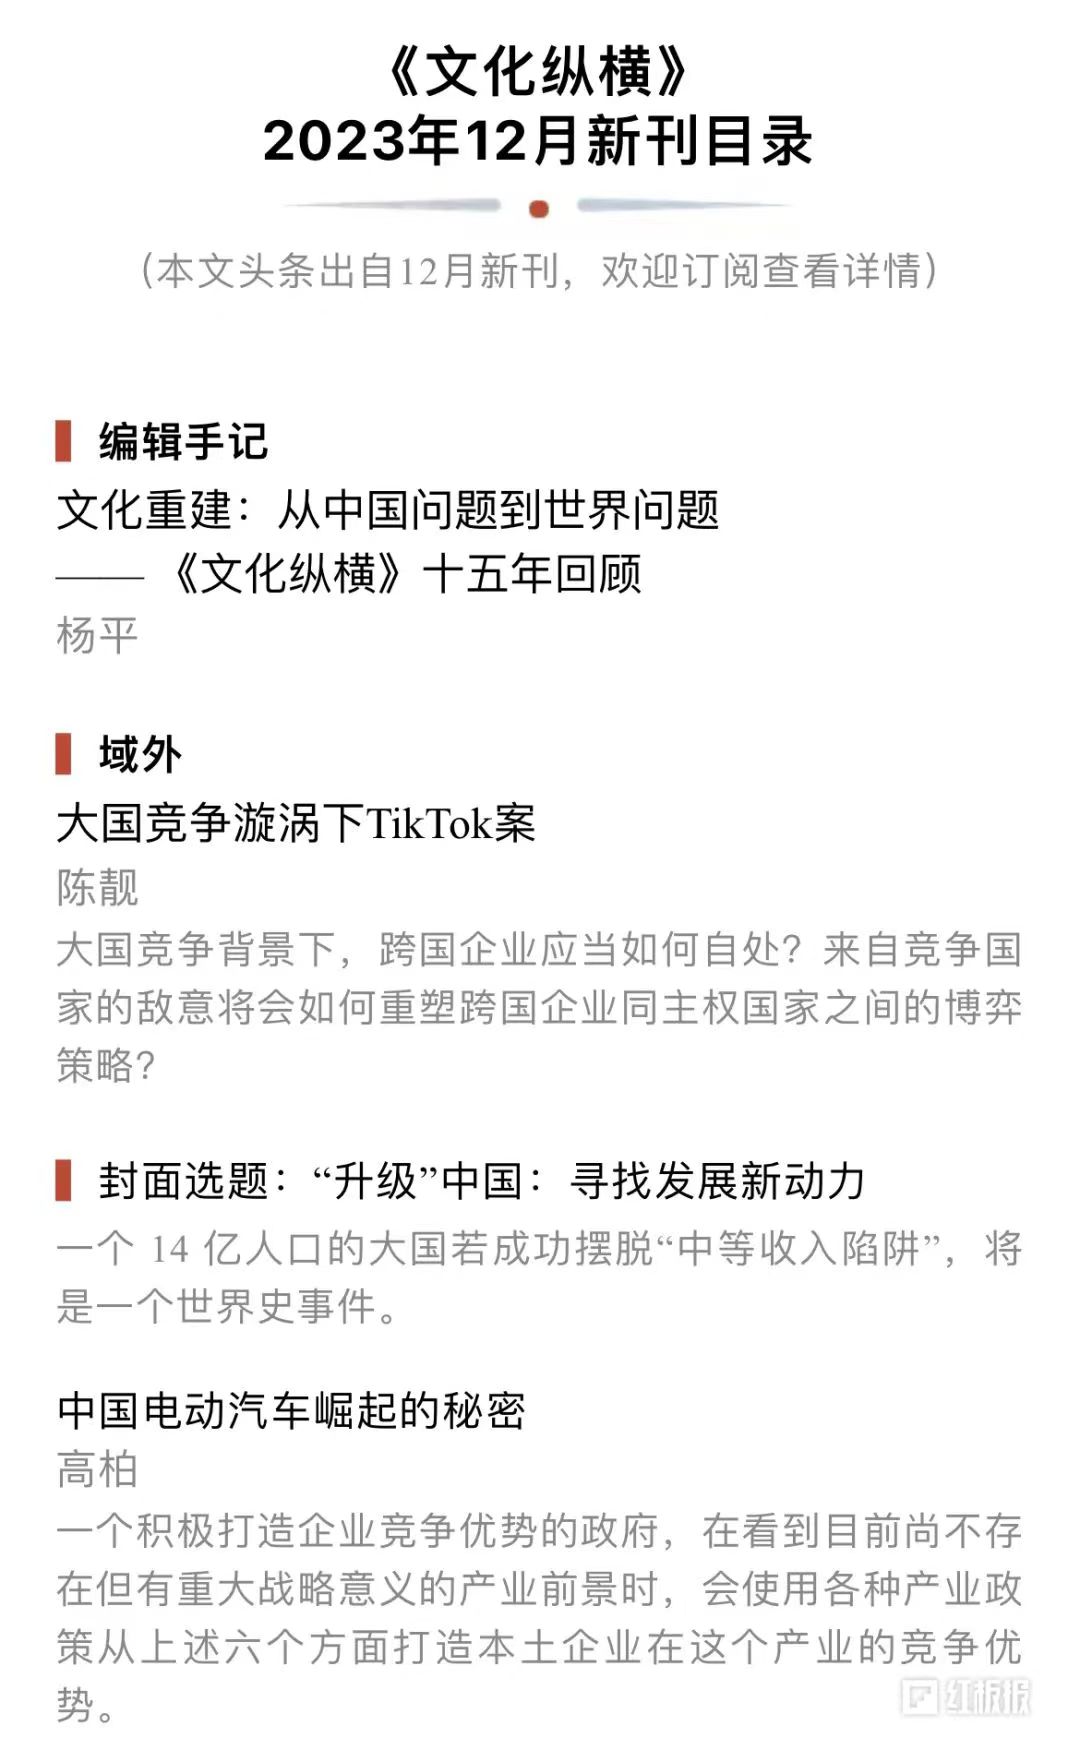 《文化纵横》
2023年12月新刊目录
（本文头条出自12月新刊，欢迎订阅查看详情）
编辑手记
文化重建：从中国问题到世界问题
——《文化纵横》十五年回顾
杨平
域外
大国竞争漩涡下TikTok案
陈靓
大国竞争背景下，跨国企业应当如何自处？来自竞争国
家的敌意将会如何重塑跨国企业同主权国家之间的博弈
策略？
封面选题：“升级”中国：寻找发展新动力
一个 14 亿人口的大国若成功摆脱“中等收入陷阱”，将
是一个世界史事件。
中国电动汽车崛起的秘密
高柏
一个积极打造企业竞争优势的政府，在看到目前尚不存
在但有重大战略意义的产业前景时，会使用各种产业政
策从上述六个方面打造本土企业在这个产业的竞争优
势。
红板报